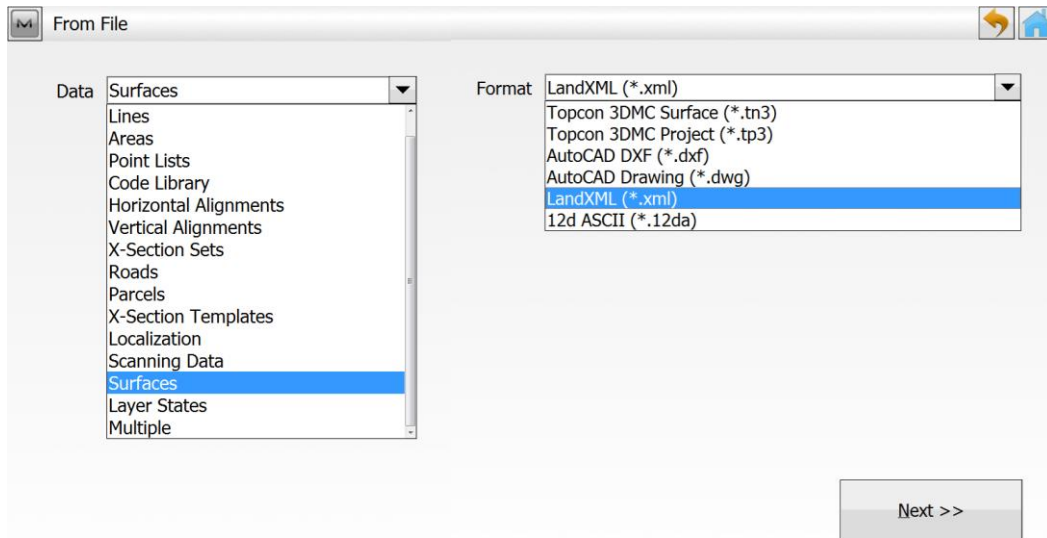 From File
Data
Surfaces
Lines
Areas
Point Lists
Code Library
Horizontal Alignments
Vertical Alignments
X-Section Sets
Roads
Parcels
X-Section Templates
Localization
Scanning Data
Surfaces
Layer States
Multiple
Format
LandXML (*.xml)
Topcon 3DMC Surface (*.tn3)
Topcon 3DMC Project (*.tp3)
AutoCAD DXF (*.dxf)
AutoCAD Drawing (*.dwg)
LandXML (*.xml)
12d ASCII (*.12da)
Next >>